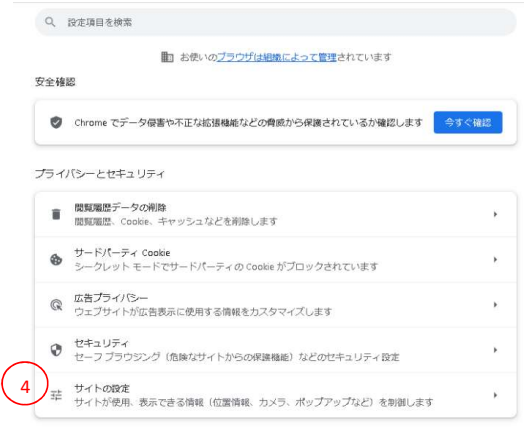 設定項目を検索
お使いのブラウザは組織によって管理されています
安全確認
Chrome でデータ侵害や不正な拡張機能などの脅威から保護されているか確認します 今すぐ確認
プライバシーとセキュリティ
閲覧履歴データの削除
閲覧履歴、Cookie、キャッシュなどを削除します
サードパーティ Cookie
シークレット モードでサードパーティの Cookie がブロックされています
広告プライバシー
ウェブサイトが広告表示に使用する情報をカスタマイズします
セキュリティ
セーフ ブラウジング（危険なサイトからの保護機能）などのセキュリティ設定
4
サイトの設定
サイトが使用、表示できる情報（位置情報、カメラ、ポップアップなど）を制御します